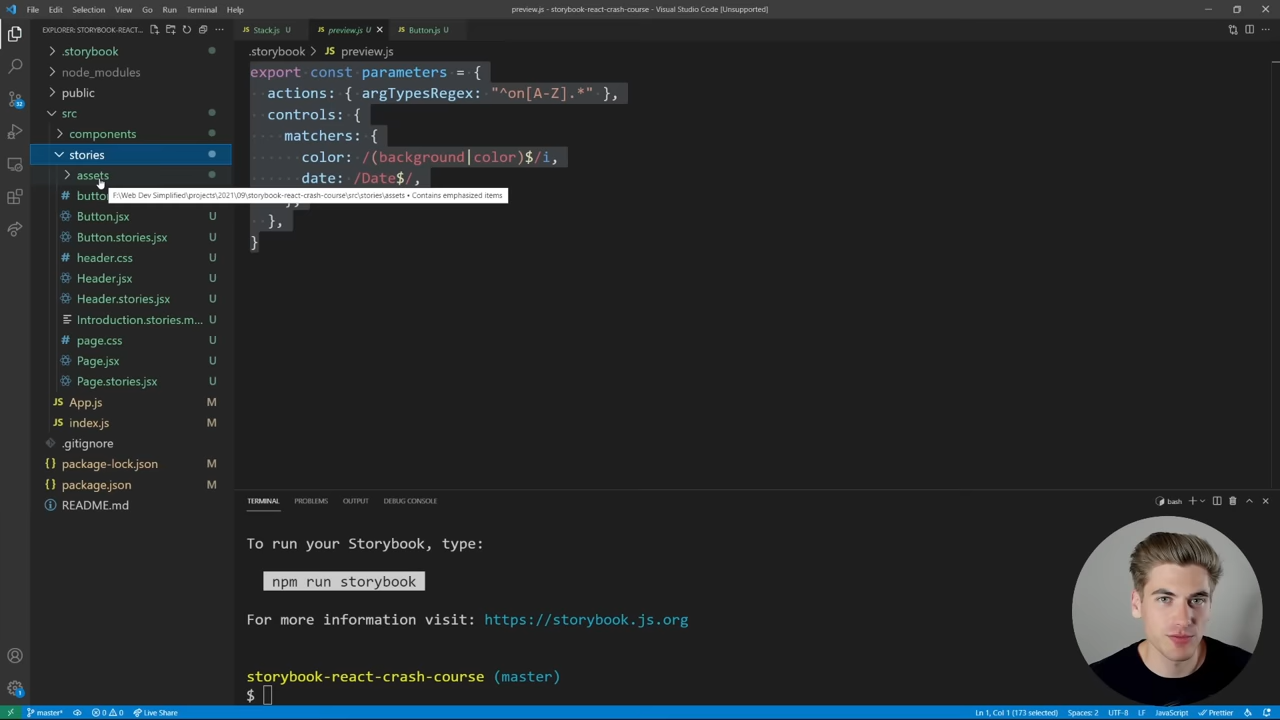 File Edit Selection View Go Run Terminal Help
preview.js - storybook-react-crash-course - Visual Studio Code [Unsupported]
EXPLORER: STORYBOOK-REACT...
Stack.js U
preview.js U
Button.js U
.storybook > preview.js
.storybook
node_modules
public
src
components
stories
assets
F:\Web Dev Simplified\projects\2021\09\storybook-react-crash-course\src\stories\assets • Contains emphasized items
Button.jsx U
Button.stories.jsx U
header.css U
Header.jsx U
Header.stories.jsx U
Introduction.stories.m... U
page.css U
Page.jsx U
Page.stories.jsx U
App.js M
index.js M
.gitignore
package-lock.json M
package.json M
README.md
export const parameters = {
actions: { argTypesRegex: "^on[A-Z].*" },
controls: {
matchers: {
color: /(background|color)$/i,
date: /Date$/,
},
},
}
TERMINAL PROBLEMS OUTPUT DEBUG CONSOLE
bash
To run your Storybook, type:
npm run storybook
For more information visit: https://storybook.js.org
storybook-react-crash-course (master)
$
master* 0 0 Live Share
Ln 1, Col 1 (173 selected) Spaces: 2 UTF-8 LF JavaScript Prettier